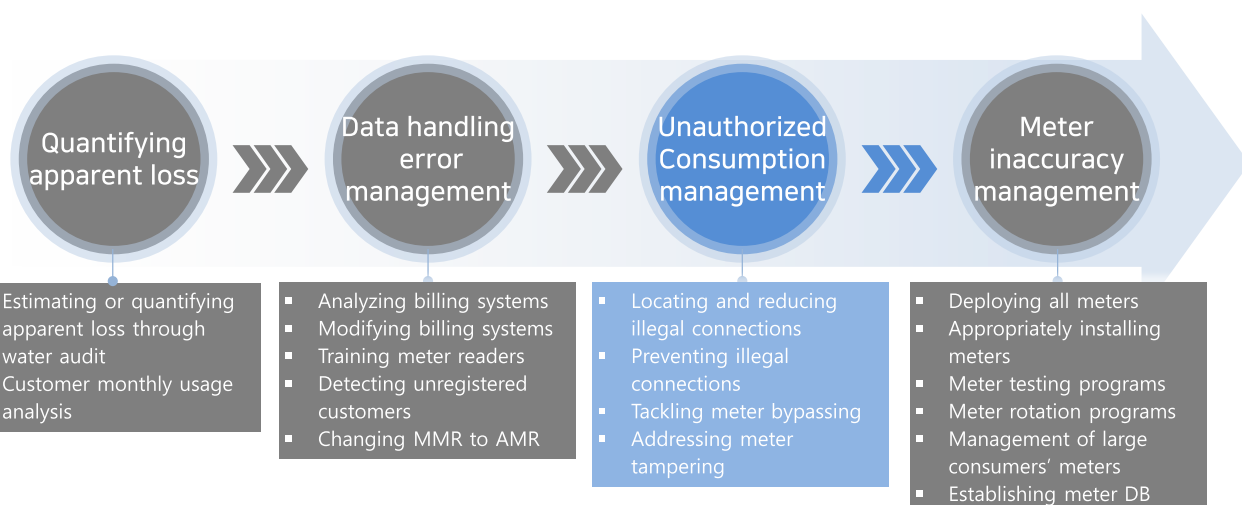 Quantifying
apparent loss
Data handling
error
management
Unauthorized
Consumption
management
Meter
inaccuracy
management
Estimating or quantifying
apparent loss through
water audit
Customer monthly usage
analysis
▪ Analyzing billing systems
▪ Modifying billing systems
▪ Training meter readers
▪ Detecting unregistered
customers
▪ Changing MMR to AMR
▪ Locating and reducing
illegal connections
▪ Preventing illegal
connections
▪ Tackling meter bypassing
▪ Addressing meter
tampering
▪ Deploying all meters
▪ Appropriately installing
meters
▪ Meter testing programs
▪ Meter rotation programs
▪ Management of large
consumers’ meters
▪ Establishing meter DB